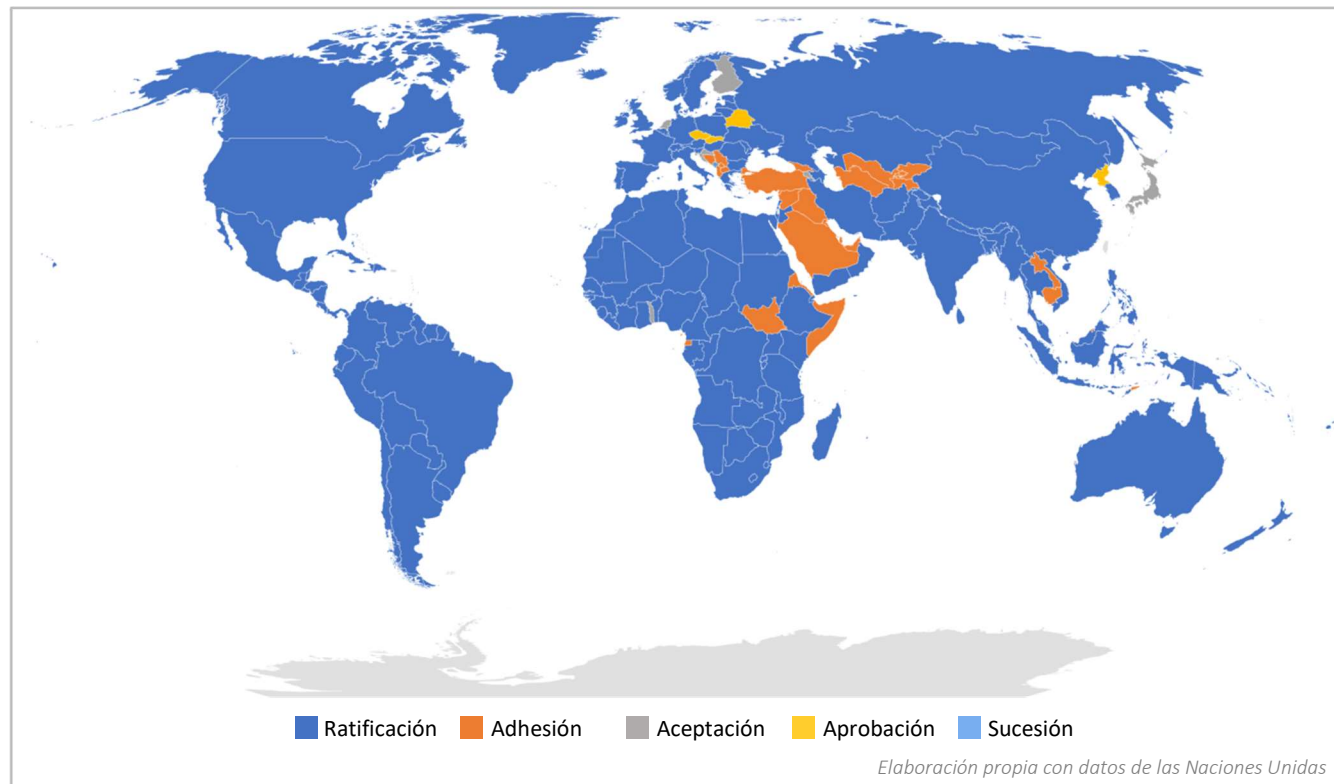 Ratificación Adhesión Aceptación Aprobación Sucesión
Elaboración propia con datos de las Naciones Unidas